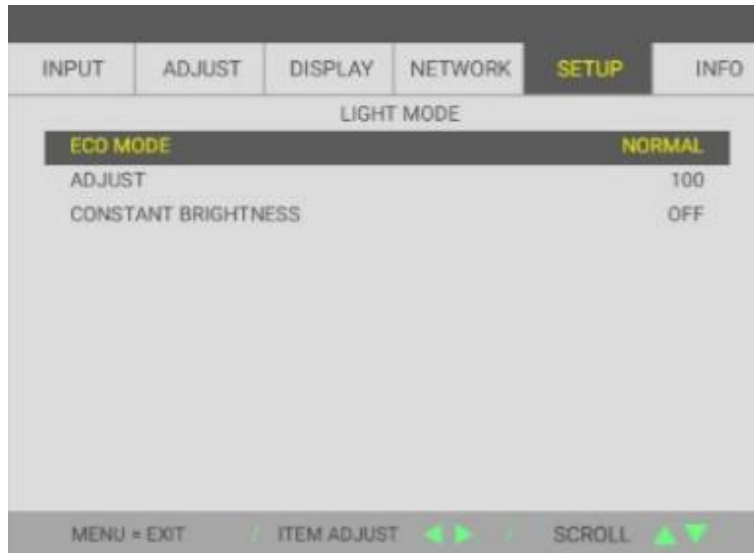 INPUT ADJUST DISPLAY NETWORK SETUP INFO
LIGHT MODE
ECO MODE NORMAL
ADJUST 100
CONSTANT BRIGHTNESS OFF
MENU = EXIT / ITEM ADJUST ◀ ▶ / SCROLL ▲ ▼